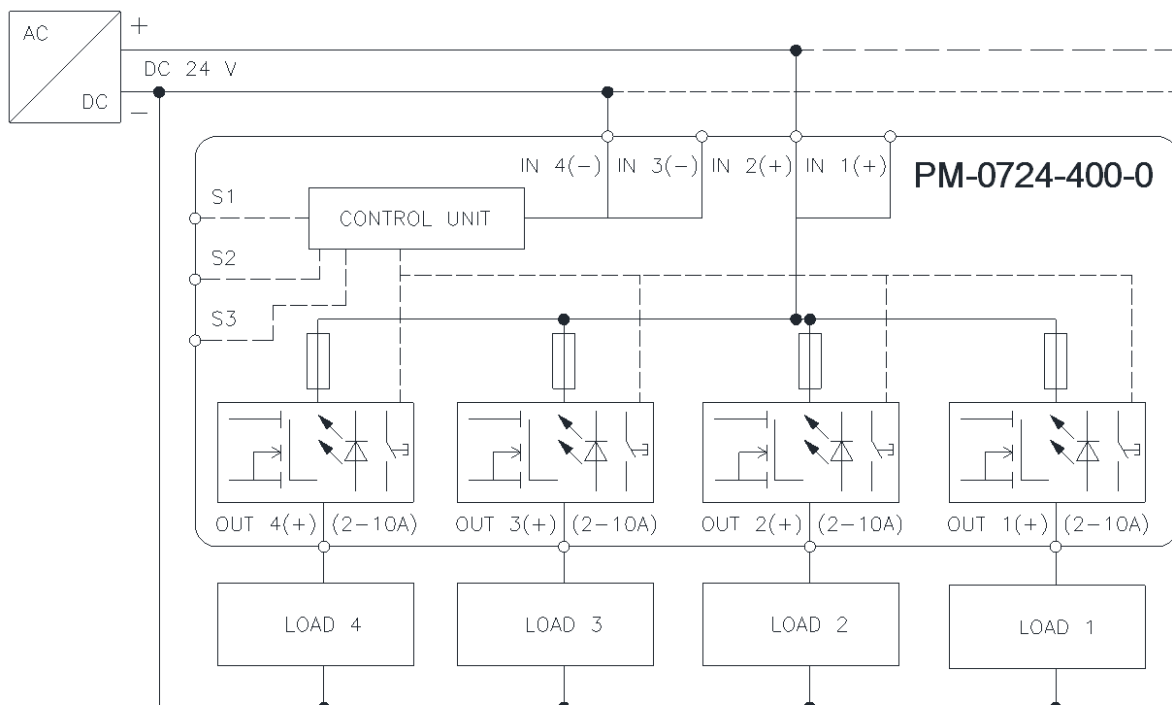 AC
+
DC 24 V
DC
−
IN 4(−) IN 3(−) IN 2(+) IN 1(+)
PM-0724-400-0
S1
CONTROL UNIT
S2
S3
OUT 4(+) (2−10A) OUT 3(+) (2−10A) OUT 2(+) (2−10A) OUT 1(+) (2−10A)
LOAD 4 LOAD 3 LOAD 2 LOAD 1